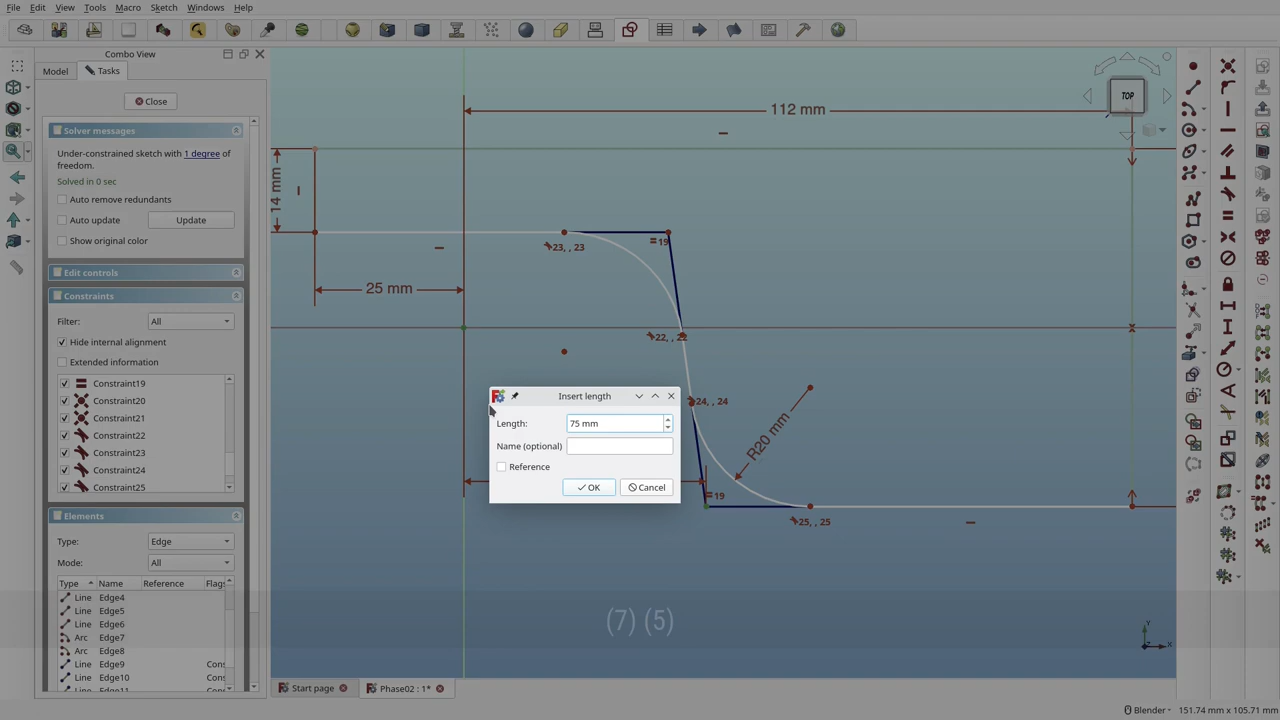 File Edit View Tools Macro Sketch Windows Help
Combo View
Model Tasks
Close
Solver messages
Under-constrained sketch with 1 degree of
freedom.
Solved in 0 sec
Auto remove redundants
Auto update Update
Show original color
Edit controls
Constraints
Filter: All
Hide internal alignment
Extended information
Constraint19
Constraint20
Constraint21
Constraint22
Constraint23
Constraint24
Constraint25
Elements
Type: Edge
Mode: All
Type Name Reference Flags
Line Edge4
Line Edge5
Line Edge6
Arc Edge7
Arc Edge8
Line Edge9 Cons
Line Edge10 Cons
Line Edge11 Cons
112 mm
TOP
14 mm
23, , 23
19
25 mm
22, , 22
24, , 24
R20 mm
19
25, , 25
Insert length
Length: 75 mm
Name (optional)
Reference
OK Cancel
(7) (5)
Y
X
Start page Phase02 : 1*
Blender 151.74 mm x 105.71 mm